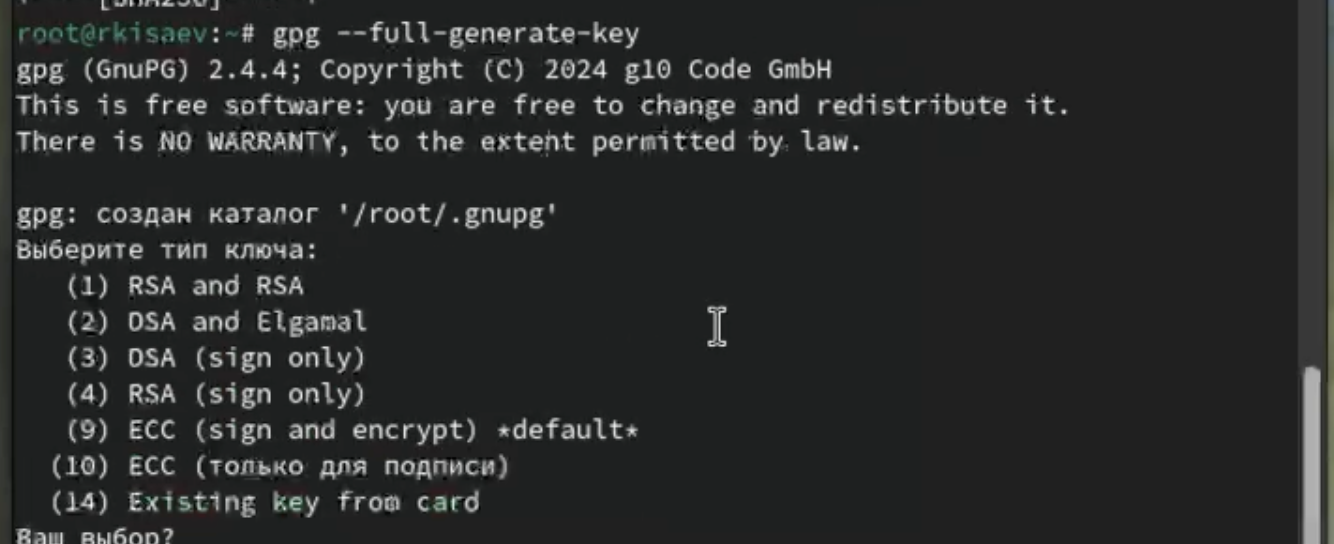 root@rkisaev:~# gpg --full-generate-key
gpg (GnuPG) 2.4.4; Copyright (C) 2024 g10 Code GmbH
This is free software: you are free to change and redistribute it.
There is NO WARRANTY, to the extent permitted by law.
gpg: создан каталог '/root/.gnupg'
Выберите тип ключа:
(1) RSA and RSA
(2) DSA and Elgamal
(3) DSA (sign only)
(4) RSA (sign only)
(9) ECC (sign and encrypt) *default*
(10) ECC (только для подписи)
(14) Existing key from card
Ваш выбор?